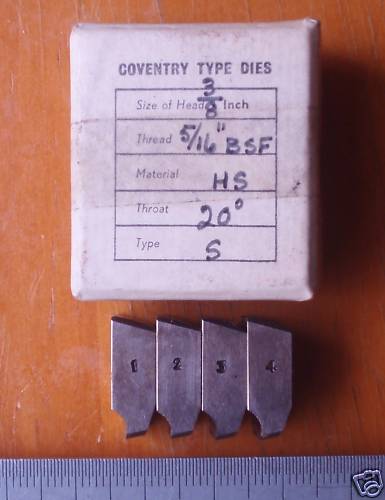 COVENTRY TYPE DIES
Size of Head 3/8 Inch
Thread 5/16" BSF
Material HS
Throat 20°
Type S
1 2 3 4